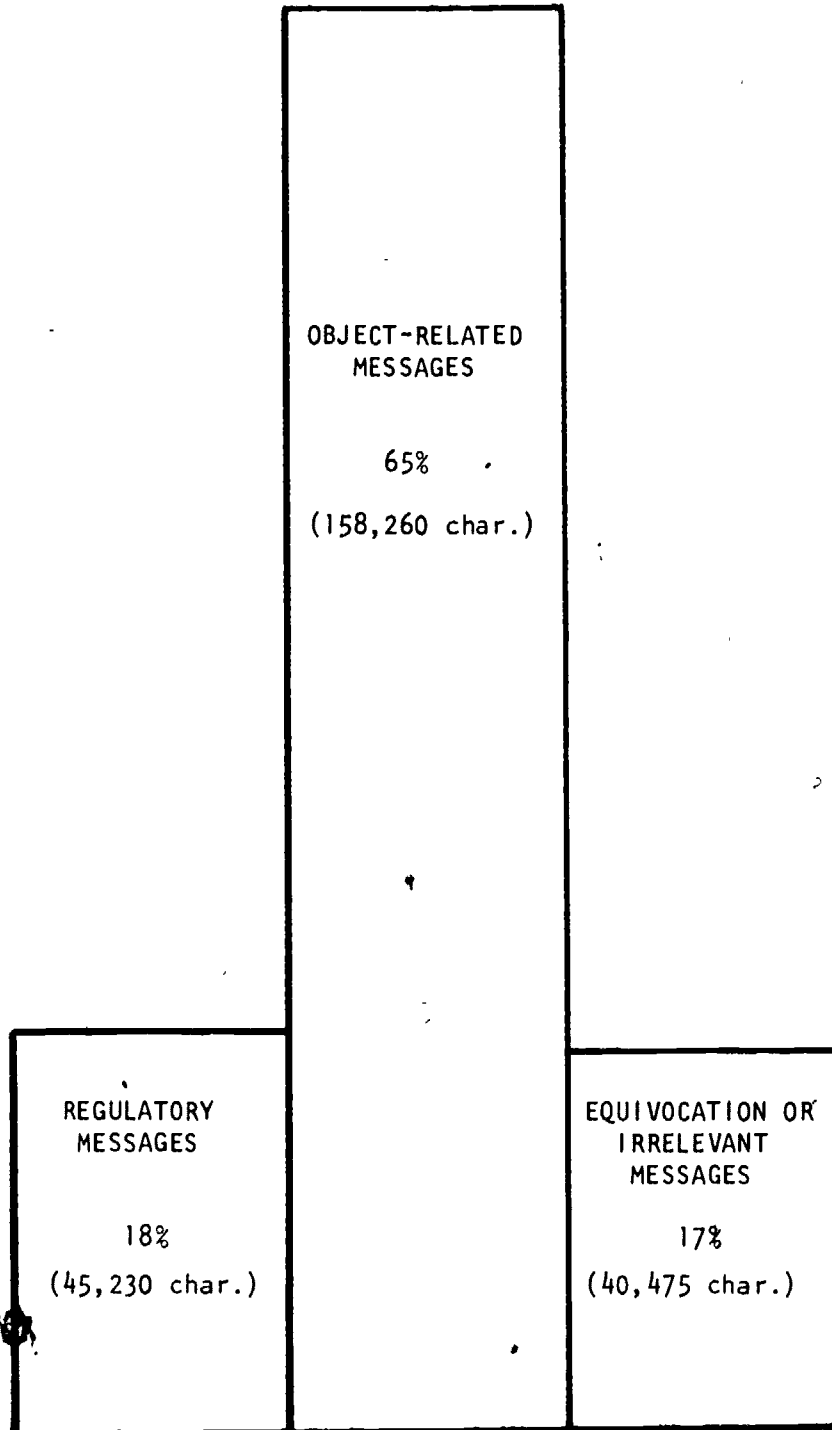 OBJECT-RELATED
MESSAGES
65%
(158,260 char.)
REGULATORY
MESSAGES
18%
(45,230 char.)
EQUIVOCATION OR
IRRELEVANT
MESSAGES
17%
(40,475 char.)